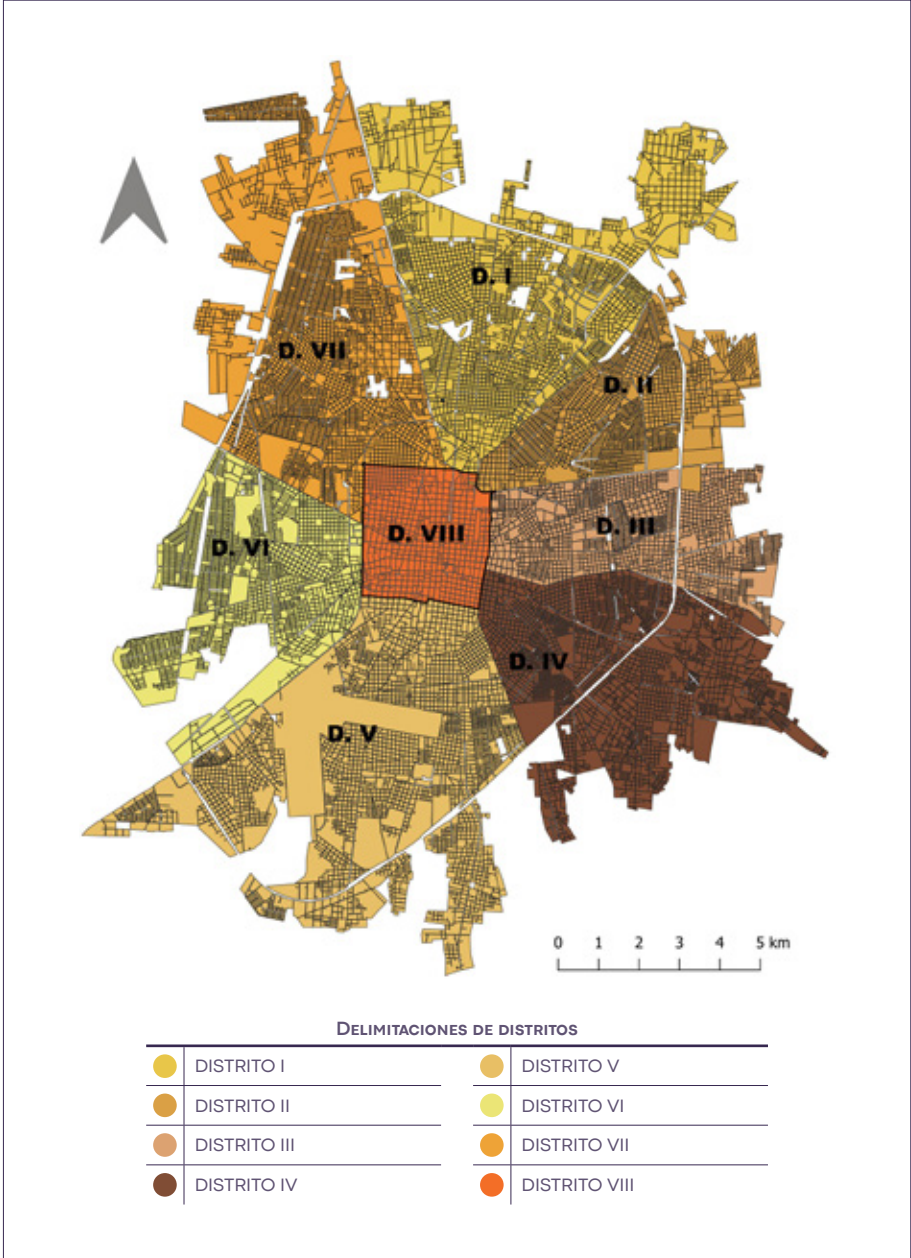 D. I
D. VII
D. II
D. VIII
D. III
D. VI
D. IV
D. V
0 1 2 3 4 5 km
DELIMITACIONES DE DISTRITOS
DISTRITO I
DISTRITO II
DISTRITO III
DISTRITO IV
DISTRITO V
DISTRITO VI
DISTRITO VII
DISTRITO VIII